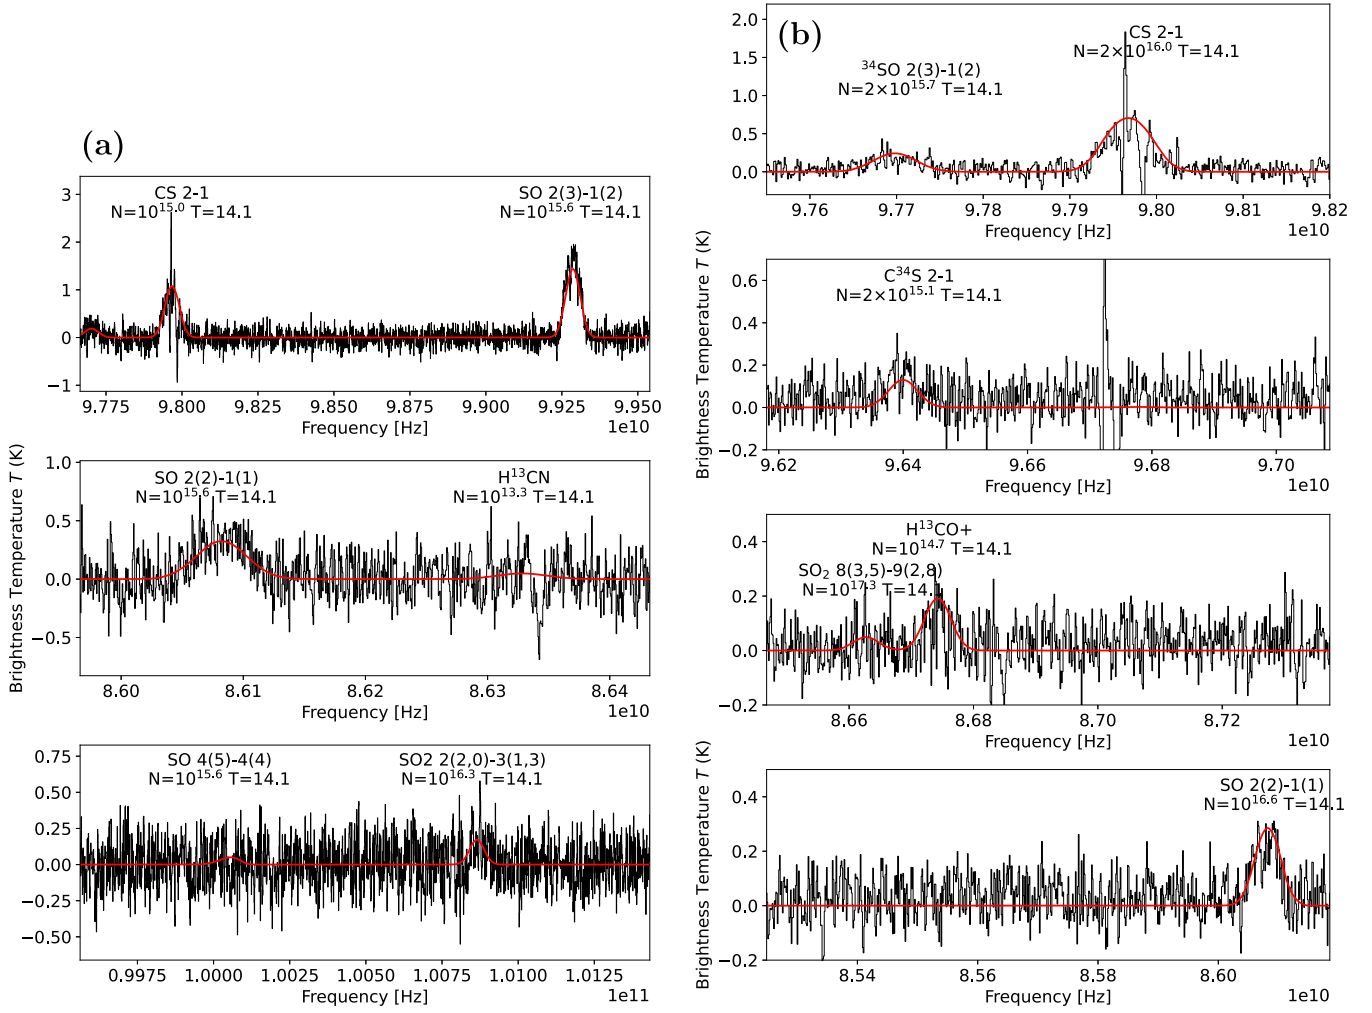 (a)
CS 2-1
N=10^15.0 T=14.1
SO 2(3)-1(2)
N=10^15.6 T=14.1
3
2
1
0
−1
9.775 9.800 9.825 9.850 9.875 9.900 9.925 9.950
Frequency [Hz]
1e10
Brightness Temperature T (K)
SO 2(2)-1(1)
N=10^15.6 T=14.1
H¹³CN
N=10^13.3 T=14.1
1.0
0.5
0.0
−0.5
8.60 8.61 8.62 8.63 8.64
Frequency [Hz]
1e10
SO 4(5)-4(4)
N=10^15.6 T=14.1
SO2 2(2,0)-3(1,3)
N=10^16.3 T=14.1
0.75
0.50
0.25
0.00
−0.25
−0.50
0.9975 1.0000 1.0025 1.0050 1.0075 1.0100 1.0125
Frequency [Hz]
1e11
(b)
CS 2-1
N=2×10^16.0 T=14.1
³⁴SO 2(3)-1(2)
N=2×10^15.7 T=14.1
2.0
1.5
1.0
0.5
0.0
9.76 9.77 9.78 9.79 9.80 9.81 9.82
Frequency [Hz]
1e10
Brightness Temperature T (K)
C³⁴S 2-1
N=2×10^15.1 T=14.1
0.6
0.4
0.2
0.0
−0.2
9.62 9.64 9.66 9.68 9.70
Frequency [Hz]
1e10
H¹³CO+
N=10^14.7 T=14.1
SO₂ 8(3,5)-9(2,8)
N=10^17.3 T=14.
0.4
0.2
0.0
−0.2
8.66 8.68 8.70 8.72
Frequency [Hz]
1e10
Brightness Temperature T (K)
SO 2(2)-1(1)
N=10^16.6 T=14.1
0.4
0.2
0.0
−0.2
8.54 8.56 8.58 8.60
Frequency [Hz]
1e10